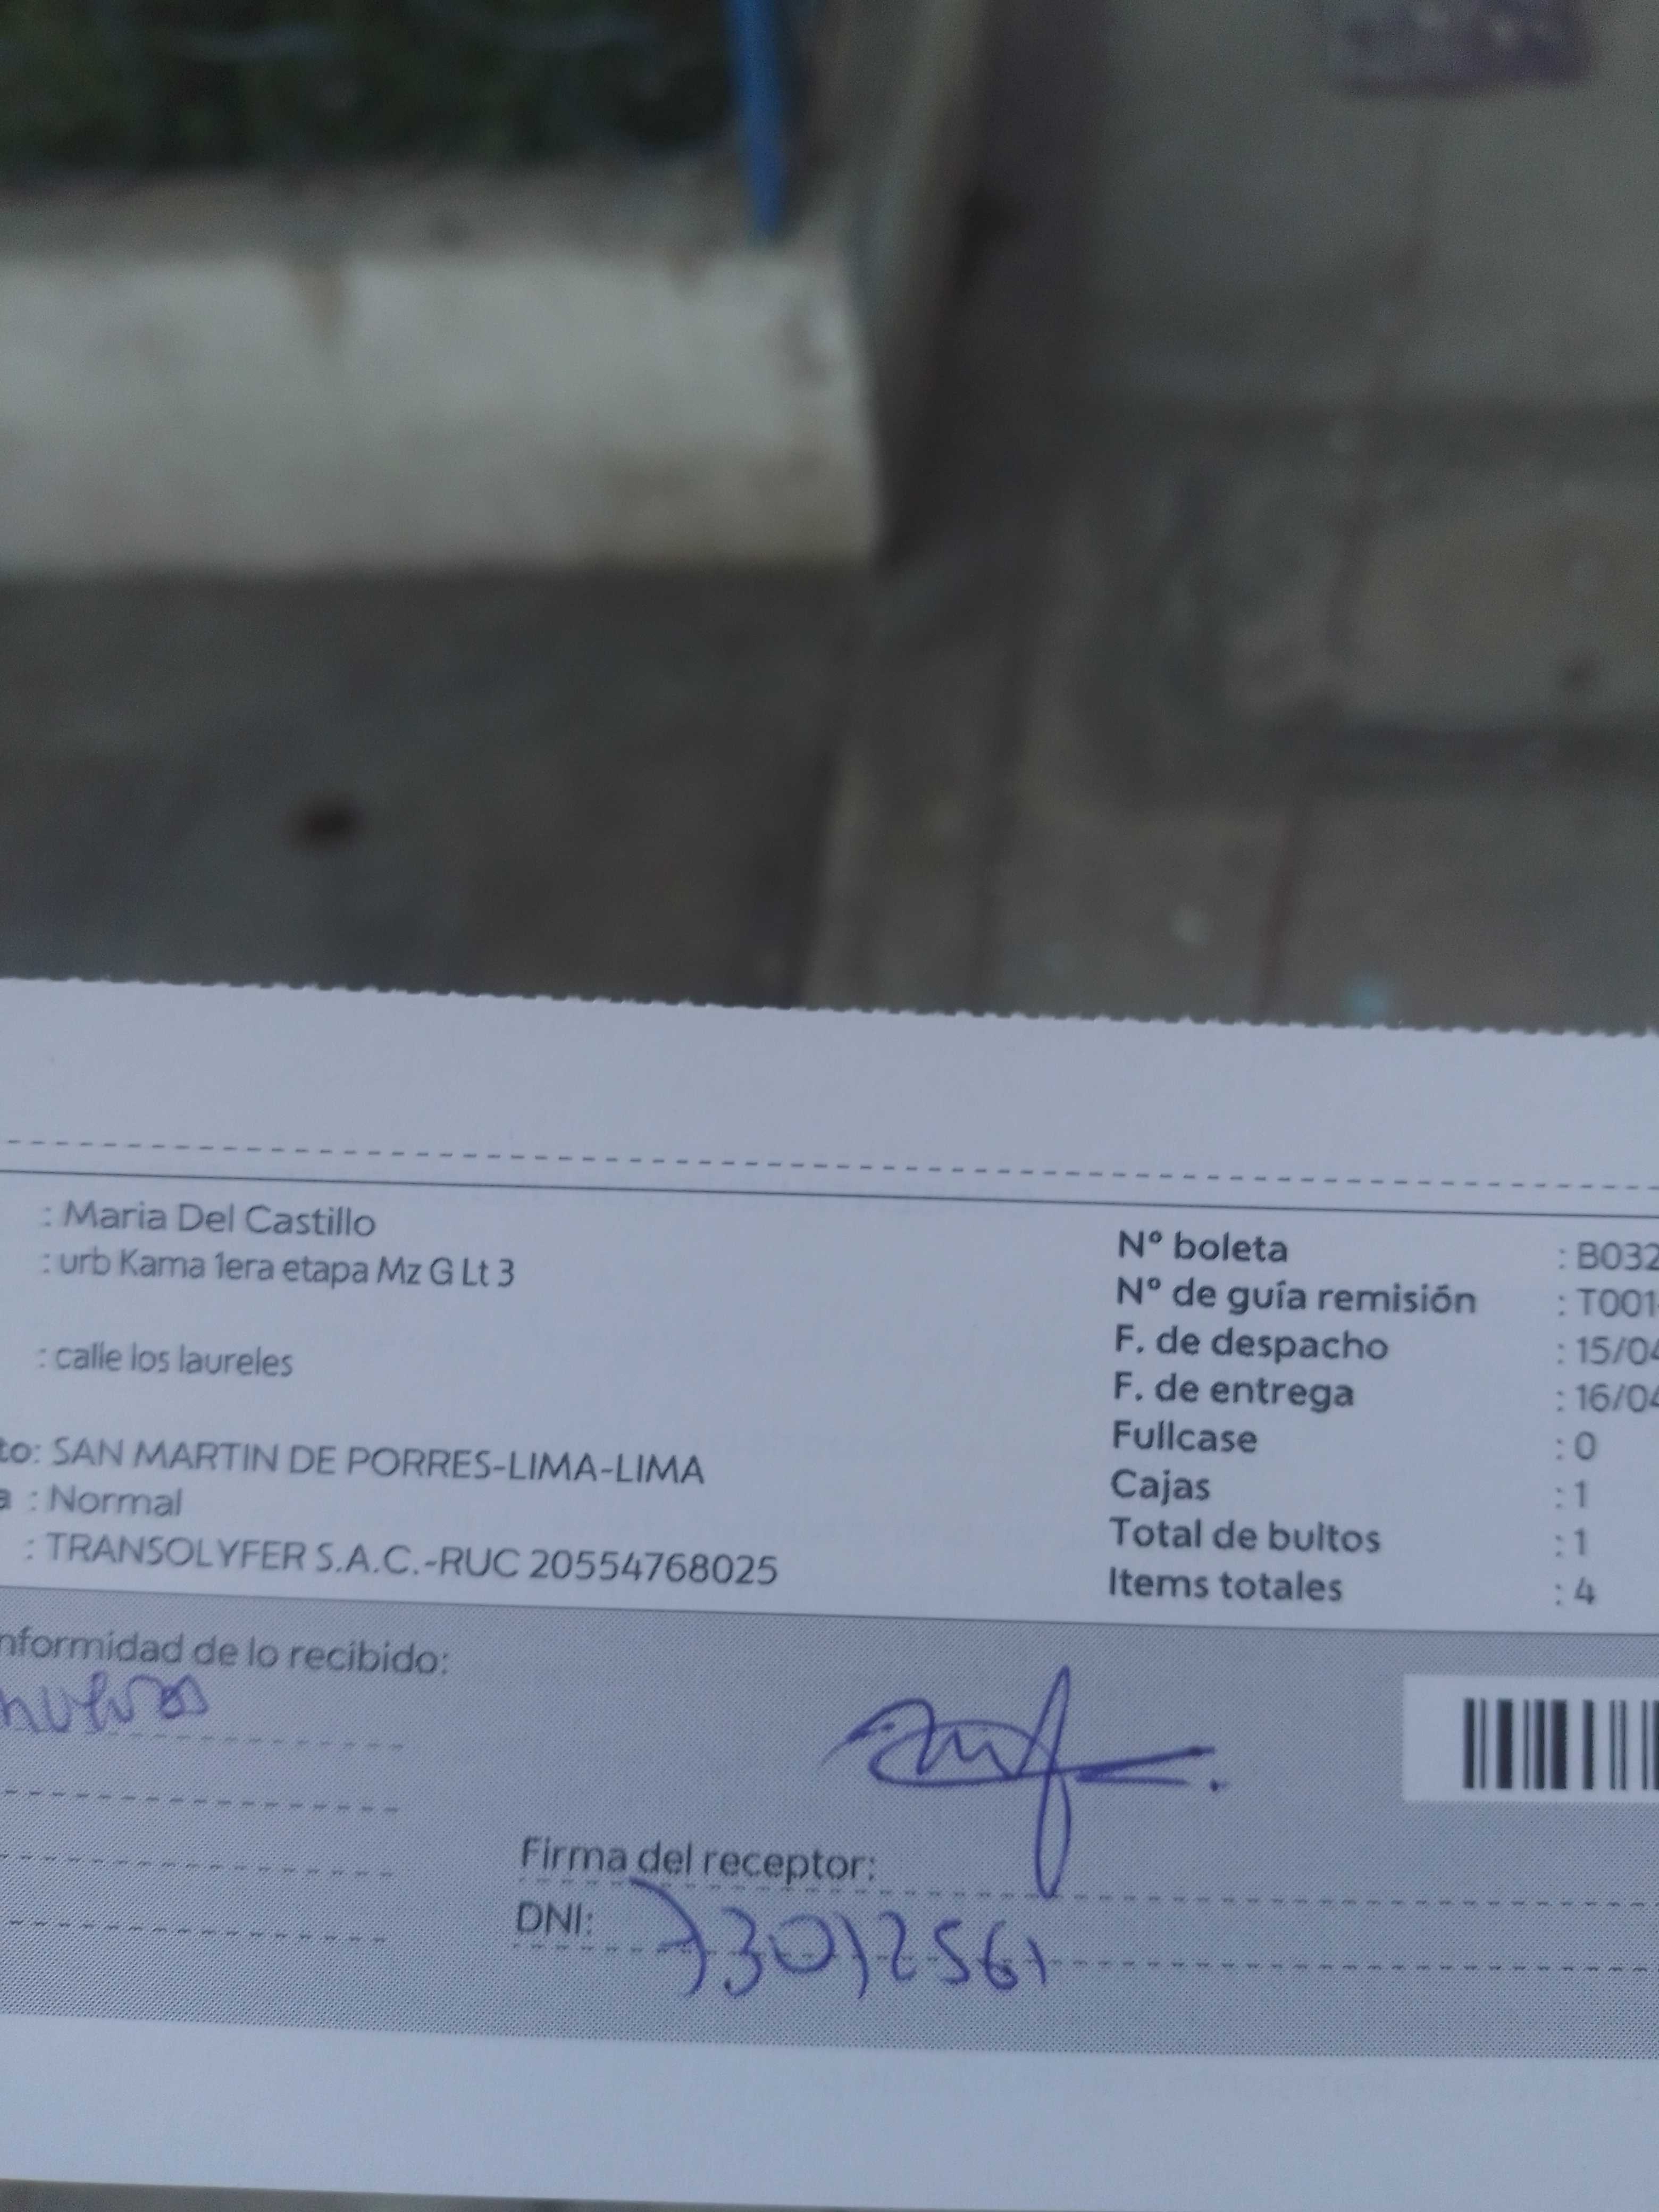 : Maria Del Castillo
: urb Kama 1era etapa Mz G Lt 3
: calle los laureles
to: SAN MARTIN DE PORRES-LIMA-LIMA
a : Normal
: TRANSOLYFER S.A.C.-RUC 20554768025
Nº boleta : B032
Nº de guía remisión : T001-
F. de despacho : 15/04
F. de entrega : 16/04
Fullcase : 0
Cajas : 1
Total de bultos : 1
Items totales : 4
nformidad de lo recibido:
Firma del receptor:
DNI: 73012561